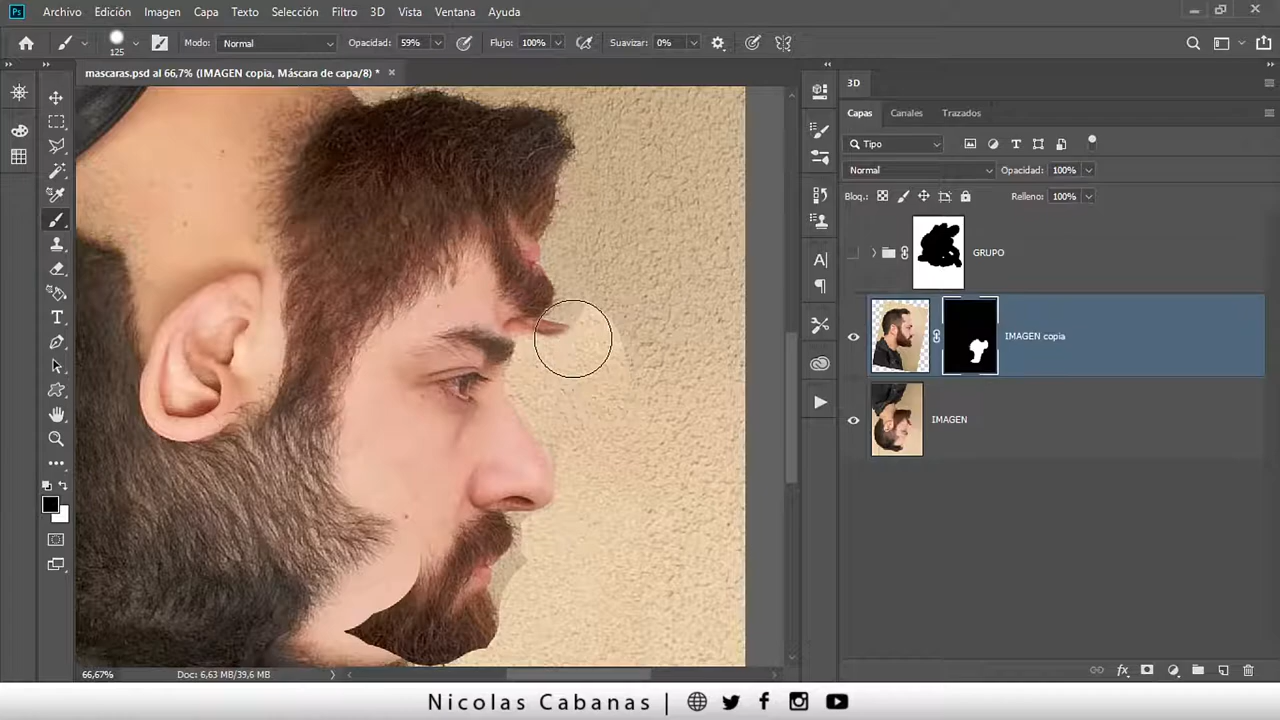 Ps Archivo Edición Imagen Capa Texto Selección Filtro 3D Vista Ventana Ayuda
125 Modo: Normal Opacidad: 59% Flujo: 100% Suavizar: 0%
mascaras.psd al 66,7% (IMAGEN copia, Máscara de capa/8) *
3D
Capas Canales Trazados
Tipo
Normal Opacidad: 100%
Bloq.: Relleno: 100%
GRUPO
IMAGEN copia
IMAGEN
66,67% Doc: 6,63 MB/39,6 MB
Nicolas Cabanas |